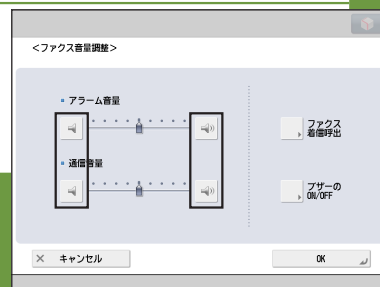 <ファクス音量調整>
アラーム音量
通信音量
ファクス
着信呼出
ブザーの
ON/OFF
キャンセル
OK